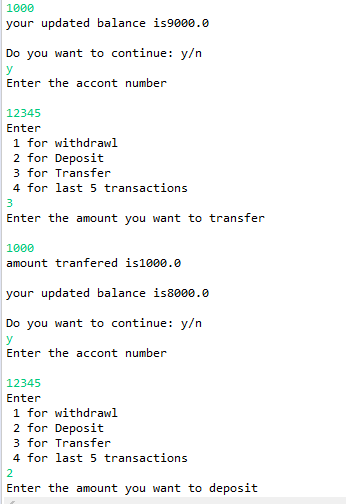 1000
your updated balance is9000.0
Do you want to continue: y/n
y
Enter the accont number
12345
Enter
1 for withdrawl
2 for Deposit
3 for Transfer
4 for last 5 transactions
3
Enter the amount you want to transfer
1000
amount tranfered is1000.0
your updated balance is8000.0
Do you want to continue: y/n
y
Enter the accont number
12345
Enter
1 for withdrawl
2 for Deposit
3 for Transfer
4 for last 5 transactions
2
Enter the amount you want to deposit